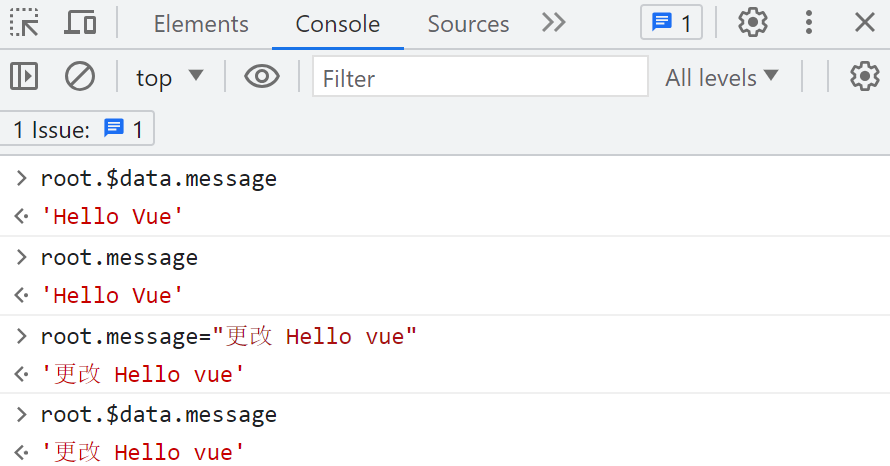 Elements Console Sources 1
top Filter All levels
1 Issue: 1
root.$data.message
'Hello Vue'
root.message
'Hello Vue'
root.message="更改 Hello vue"
'更改 Hello vue'
root.$data.message
'更改 Hello vue'